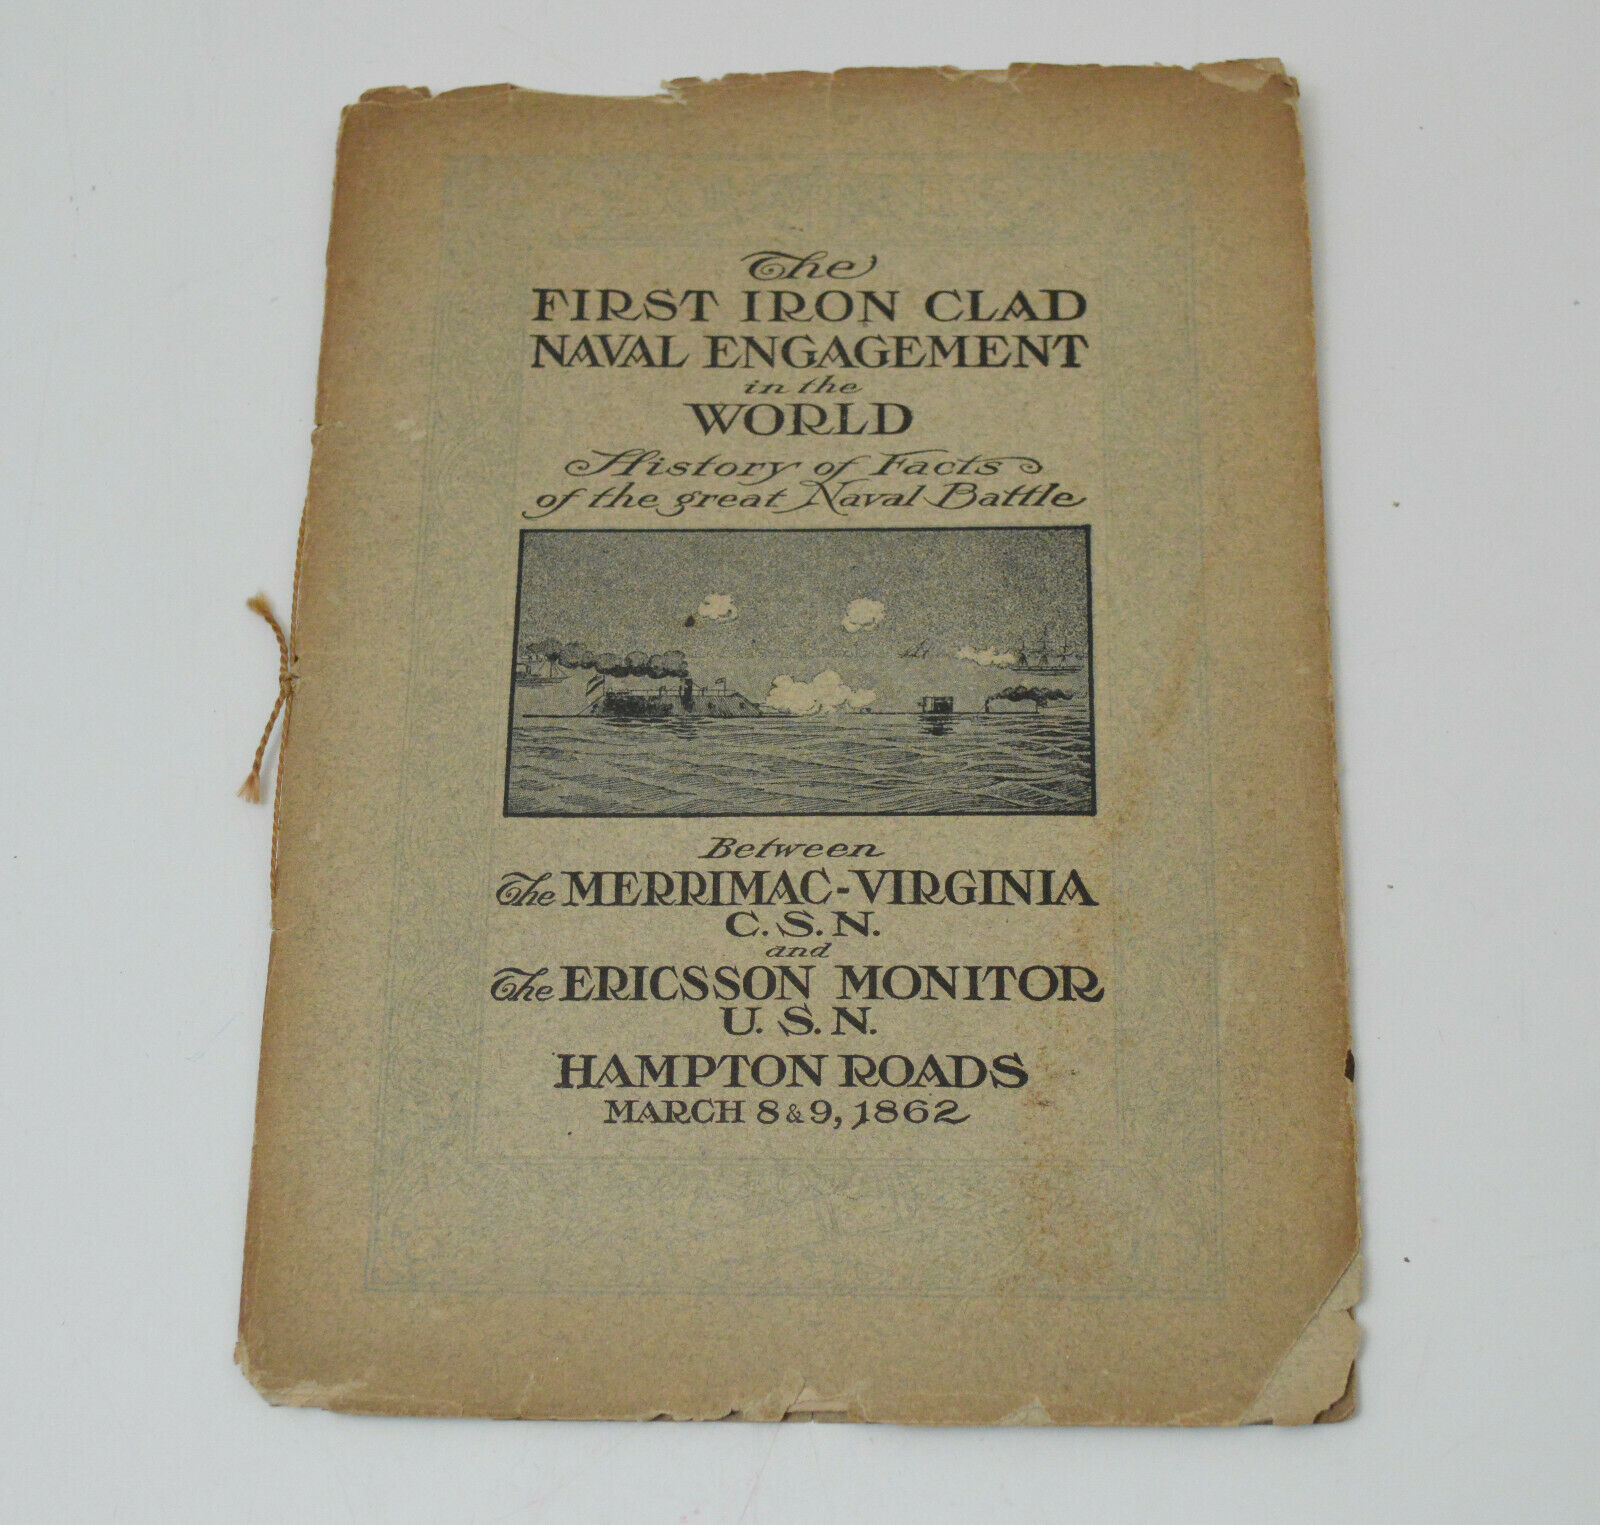 The
FIRST IRON CLAD
NAVAL ENGAGEMENT
in the
WORLD
History of Facts
of the great Naval Battle
Between
The MERRIMAC-VIRGINIA
C.S.N.
and
The ERICSSON MONITOR
U.S.N.
HAMPTON ROADS
MARCH 8 & 9, 1862